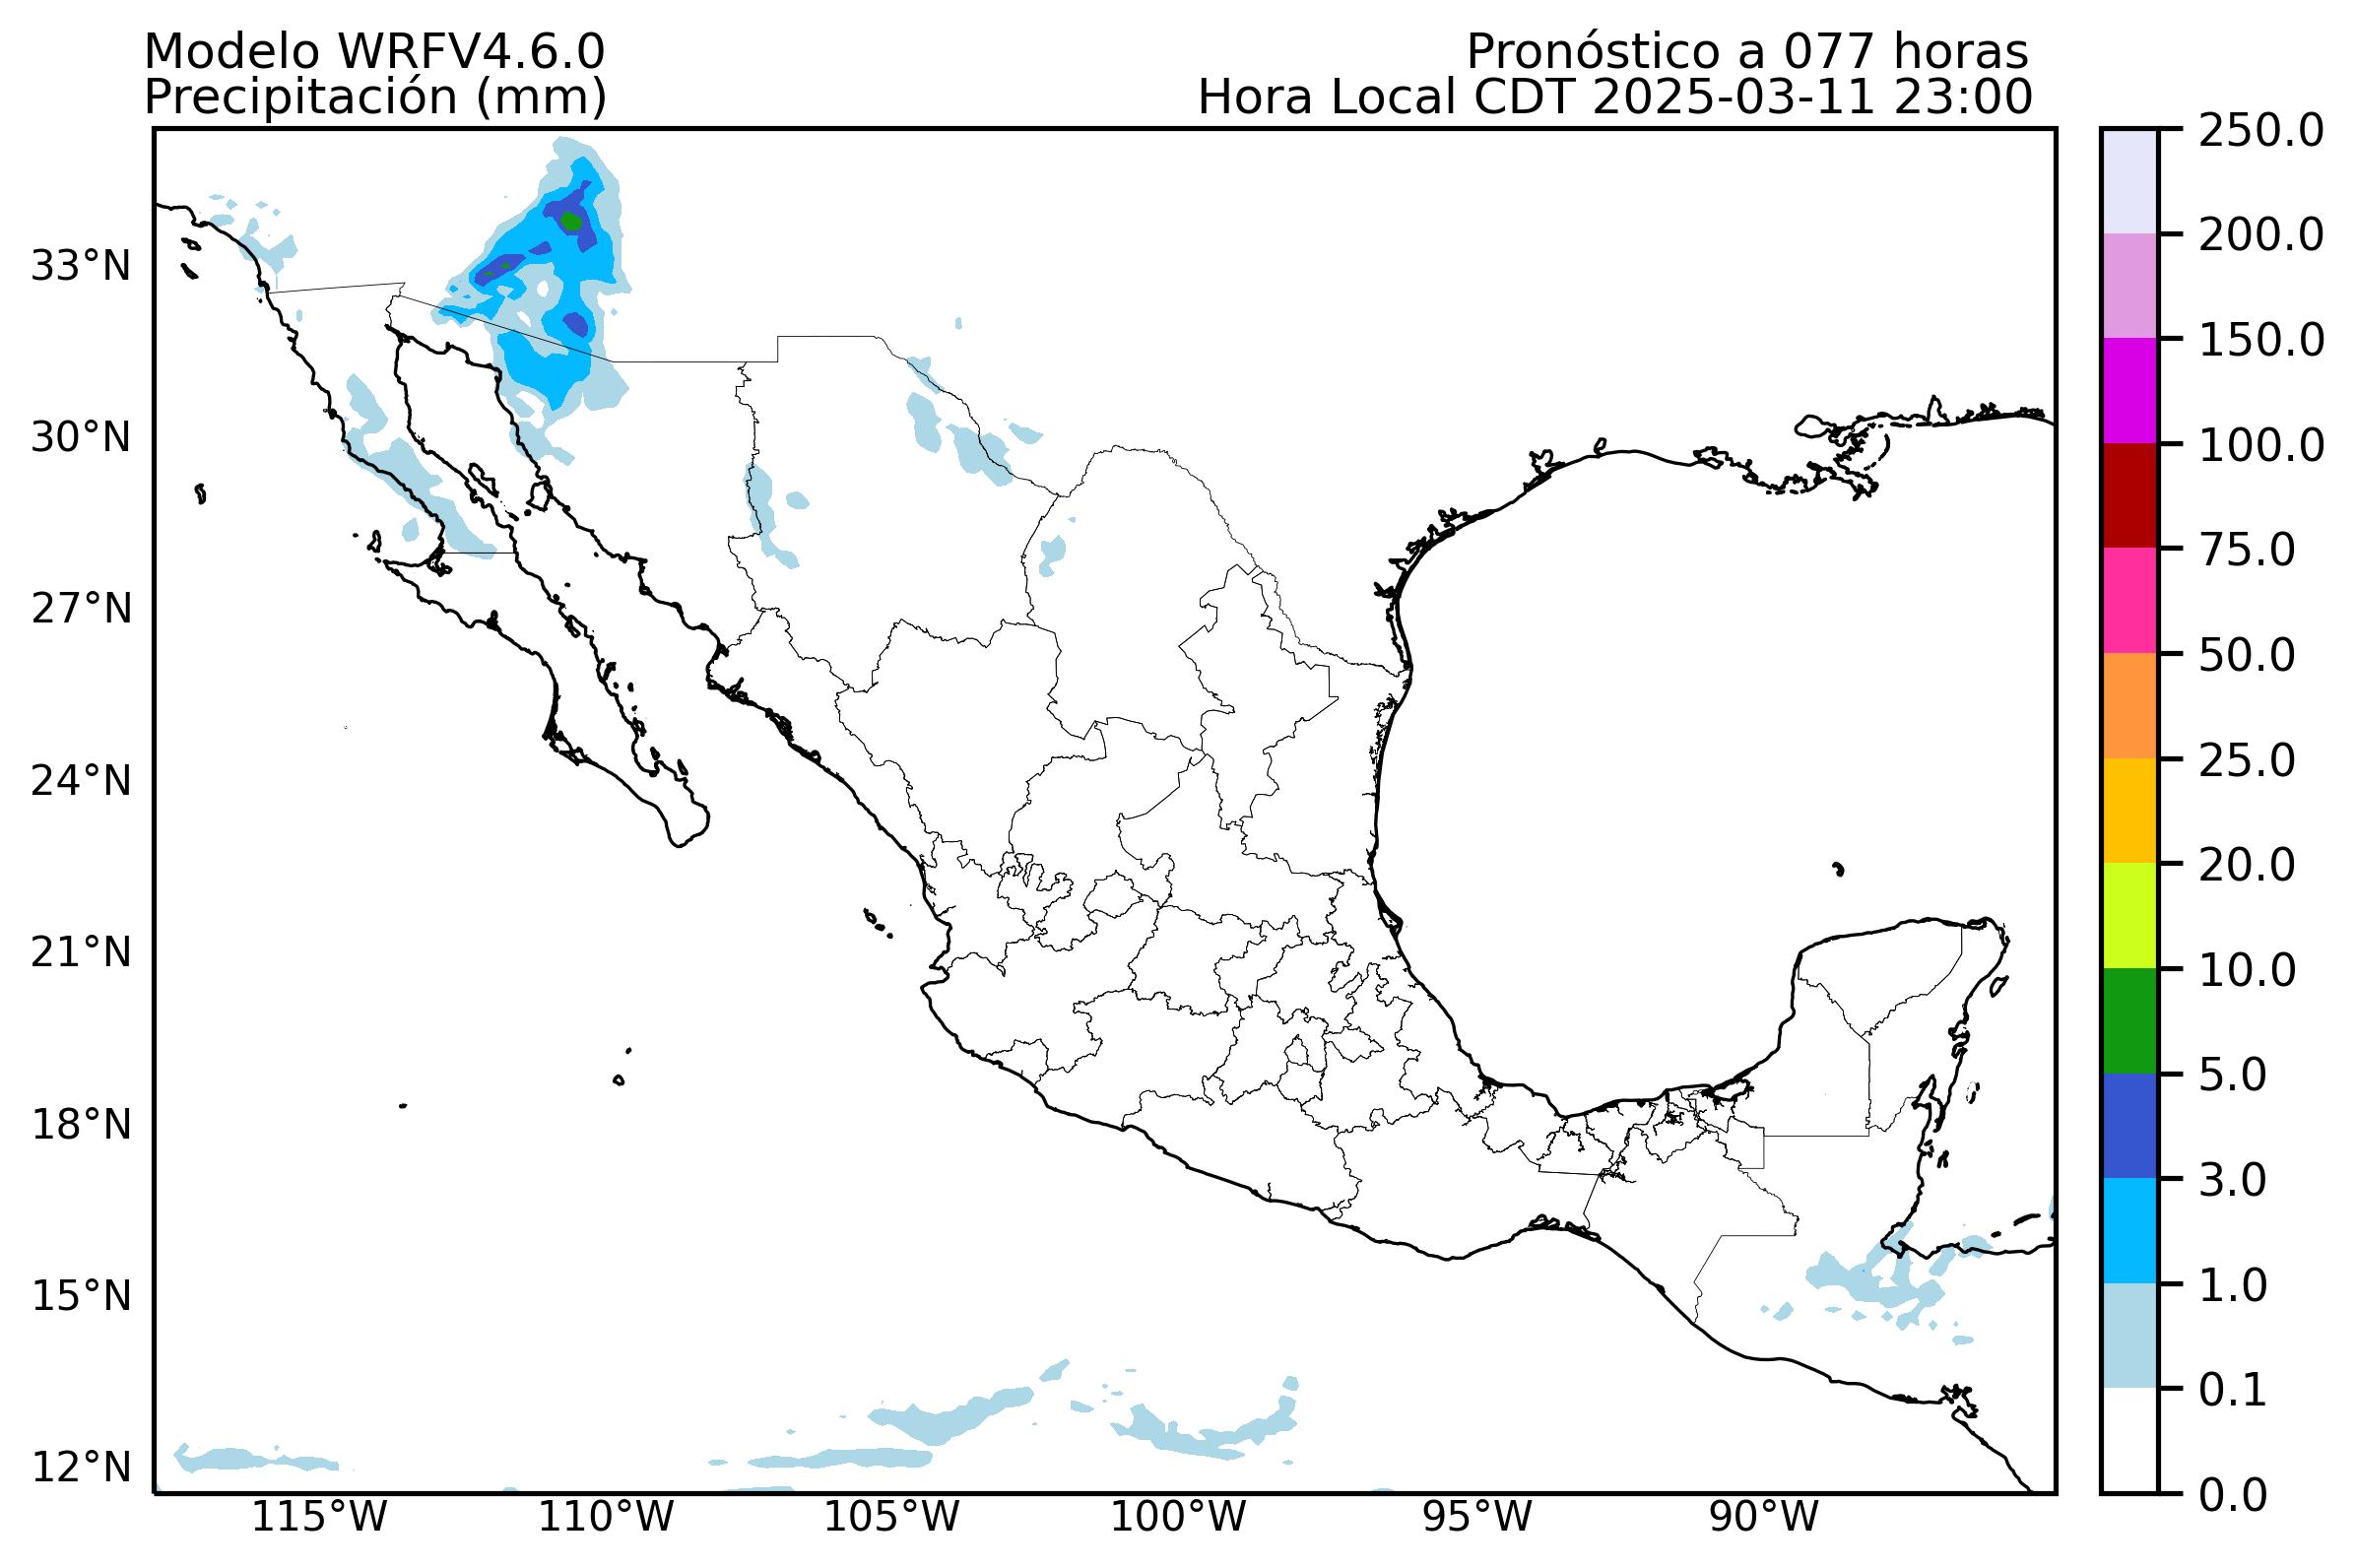 Modelo WRFV4.6.0
Pronóstico a 077 horas
Precipitación (mm)
Hora Local CDT 2025-03-11 23:00
33°N
30°N
27°N
24°N
21°N
18°N
15°N
12°N
115°W
110°W
105°W
100°W
95°W
90°W
250.0
200.0
150.0
100.0
75.0
50.0
25.0
20.0
10.0
5.0
3.0
1.0
0.1
0.0